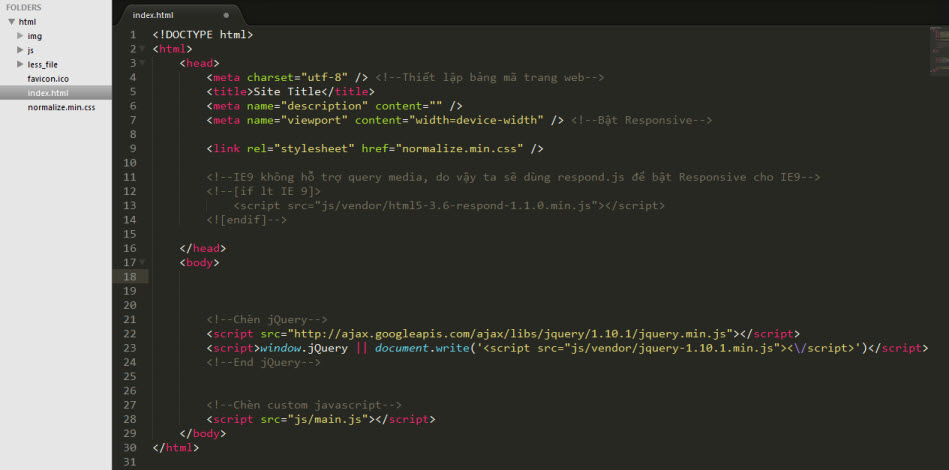 FOLDERS
html
img
js
less_file
favicon.ico
index.html
normalize.min.css
index.html
1 <!DOCTYPE html>
2 <html>
3 <head>
4 <meta charset="utf-8" /> <!--Thiết lập bảng mã trang web-->
5 <title>Site Title</title>
6 <meta name="description" content="" />
7 <meta name="viewport" content="width=device-width" /> <!--Bật Responsive-->
8
9 <link rel="stylesheet" href="normalize.min.css" />
10
11 <!--IE9 không hỗ trợ query media, do vậy ta sẽ dùng respond.js để bật Responsive cho IE9-->
12 <!--[if lt IE 9]>
13 <script src="js/vendor/html5-3.6-respond-1.1.0.min.js"></script>
14 <![endif]-->
15
16 </head>
17 <body>
18
19
20
21 <!--Chèn jQuery-->
22 <script src="http://ajax.googleapis.com/ajax/libs/jquery/1.10.1/jquery.min.js"></script>
23 <script>window.jQuery || document.write('<script src="js/vendor/jquery-1.10.1.min.js"><\/script>')</script>
24 <!--End jQuery-->
25
26
27 <!--Chèn custom javascript-->
28 <script src="js/main.js"></script>
29 </body>
30 </html>
31